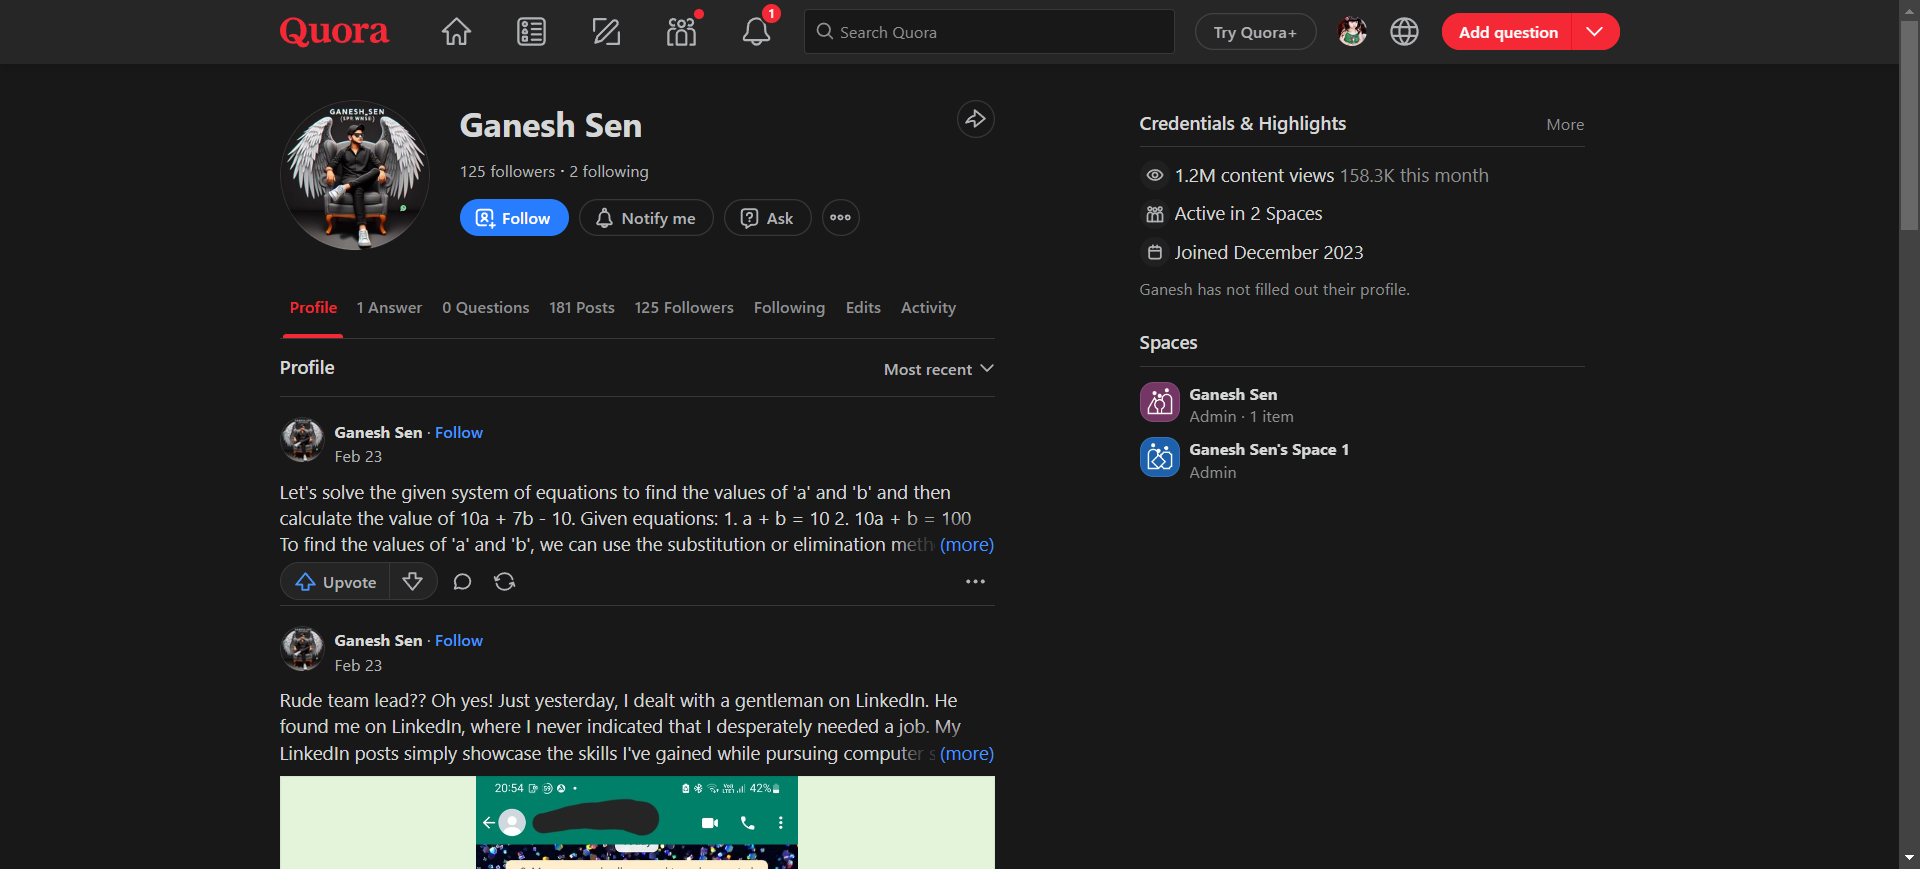 Quora
1
Search Quora
Try Quora+
Add question
GANESH_SEN
(SPR WNSE)
Ganesh Sen
125 followers · 2 following
Follow
Notify me
Ask
Profile
1 Answer
0 Questions
181 Posts
125 Followers
Following
Edits
Activity
Profile
Most recent
Ganesh Sen · Follow
Feb 23
Let's solve the given system of equations to find the values of 'a' and 'b' and then
calculate the value of 10a + 7b - 10. Given equations: 1. a + b = 10 2. 10a + b = 100
To find the values of 'a' and 'b', we can use the substitution or elimination meth (more)
Upvote
Ganesh Sen · Follow
Feb 23
Rude team lead?? Oh yes! Just yesterday, I dealt with a gentleman on LinkedIn. He
found me on LinkedIn, where I never indicated that I desperately needed a job. My
LinkedIn posts simply showcase the skills I've gained while pursuing computer s (more)
20:54
42%
Credentials & Highlights
More
1.2M content views 158.3K this month
Active in 2 Spaces
Joined December 2023
Ganesh has not filled out their profile.
Spaces
Ganesh Sen
Admin · 1 item
Ganesh Sen's Space 1
Admin